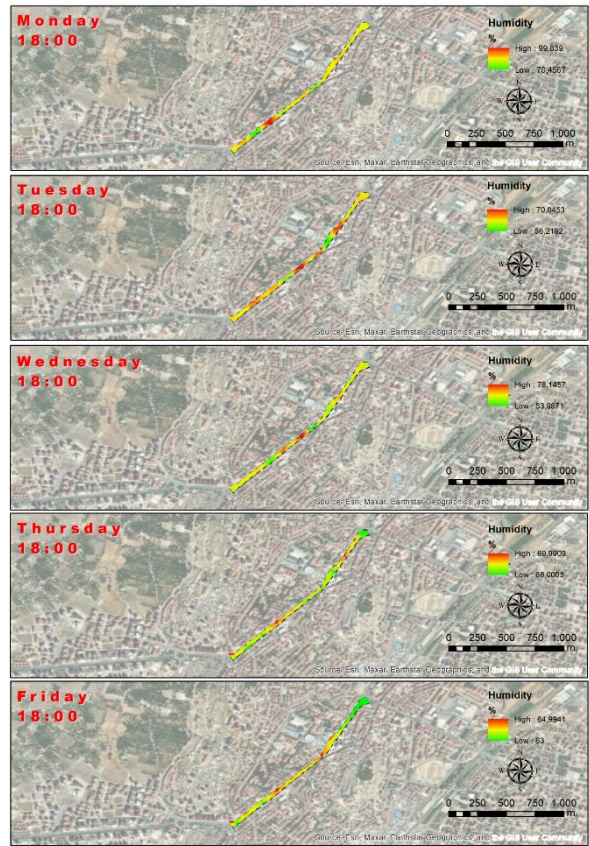 Monday
18:00
Humidity
%
High : 99,839
Low : 70,4567
N
W E
S
0 250 500 750 1.000
m.
Source: Esri, Maxar, Earthstar Geographics, and the GIS User Community
Tuesday
18:00
Humidity
%
High : 70,6453
Low : 56,2192
N
W E
S
0 250 500 750 1.000
m.
Source: Esri, Maxar, Earthstar Geographics, and the GIS User Community
Wednesday
18:00
Humidity
%
High : 78,1457
Low : 53,9871
N
W E
S
0 250 500 750 1.000
m.
Source: Esri, Maxar, Earthstar Geographics, and the GIS User Community
Thursday
18:00
Humidity
%
High : 69,9909
Low : 68,0005
N
W E
S
0 250 500 750 1.000
m.
Source: Esri, Maxar, Earthstar Geographics, and the GIS User Community
Friday
18:00
Humidity
%
High : 64,9941
Low : 63
N
W E
S
0 250 500 750 1.000
m.
Source: Esri, Maxar, Earthstar Geographics, and the GIS User Community